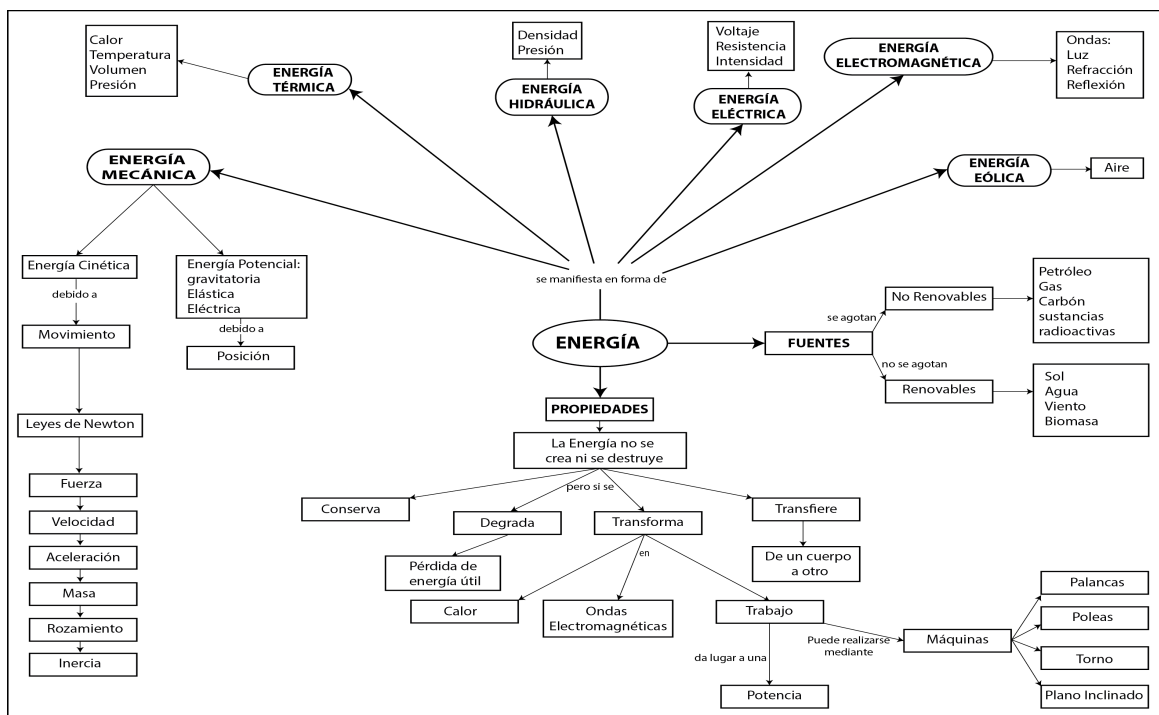 Calor
Temperatura
Volumen
Presión
ENERGÍA
TÉRMICA
Densidad
Presión
ENERGÍA
HIDRÁULICA
Voltaje
Resistencia
Intensidad
ENERGÍA
ELÉCTRICA
ENERGÍA
ELECTROMAGNÉTICA
Ondas:
Luz
Refracción
Reflexión
ENERGÍA
MECÁNICA
ENERGÍA
EÓLICA
Aire
Energía Cinética
debido a
Movimiento
Leyes de Newton
Fuerza
Velocidad
Aceleración
Masa
Rozamiento
Inercia
Energía Potencial:
gravitatoria
Elástica
Eléctrica
debido a
Posición
se manifiesta en forma de
ENERGÍA
FUENTES
se agotan
No Renovables
Petróleo
Gas
Carbón
sustancias
radioactivas
no se agotan
Renovables
Sol
Agua
Viento
Biomasa
PROPIEDADES
La Energía no se
crea ni se destruye
pero si se
Conserva
Degrada
Pérdida de
energía útil
Transforma
en
Calor
Ondas
Electromagnéticas
Trabajo
Transfiere
De un cuerpo
a otro
da lugar a una
Potencia
Puede realizarse
mediante
Máquinas
Palancas
Poleas
Torno
Plano Inclinado